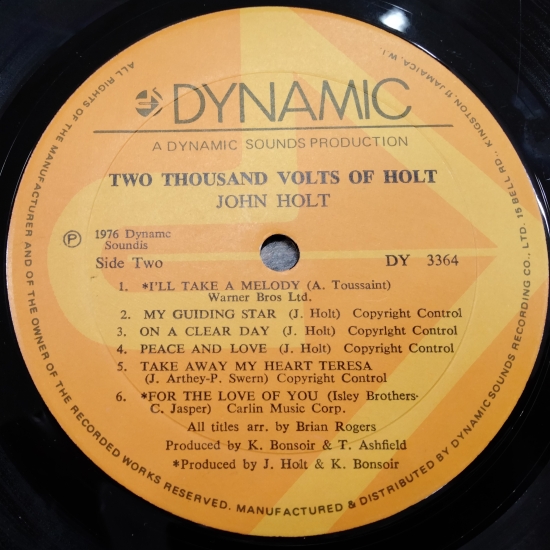 DYNAMIC
A DYNAMIC SOUNDS PRODUCTION
TWO THOUSAND VOLTS OF HOLT
JOHN HOLT
Ⓟ 1976 Dynamc
Soundis
Side Two
DY 3364
1. *I'LL TAKE A MELODY (A. Toussaint)
Warner Bros Ltd.
2. MY GUIDING STAR (J. Holt) Copyright Control
3. ON A CLEAR DAY (J. Holt) Copyright Control
4. PEACE AND LOVE (J. Holt) Copyright Control
5. TAKE AWAY MY HEART TERESA
(J. Arthey-P. Swern) Copyright Control
6. *FOR THE LOVE OF YOU (Isley Brothers-
C. Jasper) Carlin Music Corp.
All titles arr. by Brian Rogers
Produced by K. Bonsoir & T. Ashfield
*Produced by J. Holt & K. Bonsoir
ALL RIGHTS OF THE MANUFACTURER AND OF THE OWNER OF THE RECORDED WORKS RESERVED. MANUFACTURED & DISTRIBUTED BY DYNAMIC SOUNDS RECORDING CO., LTD. 15 BELL RD., KINGSTON, 11 JAMAICA, W. I.